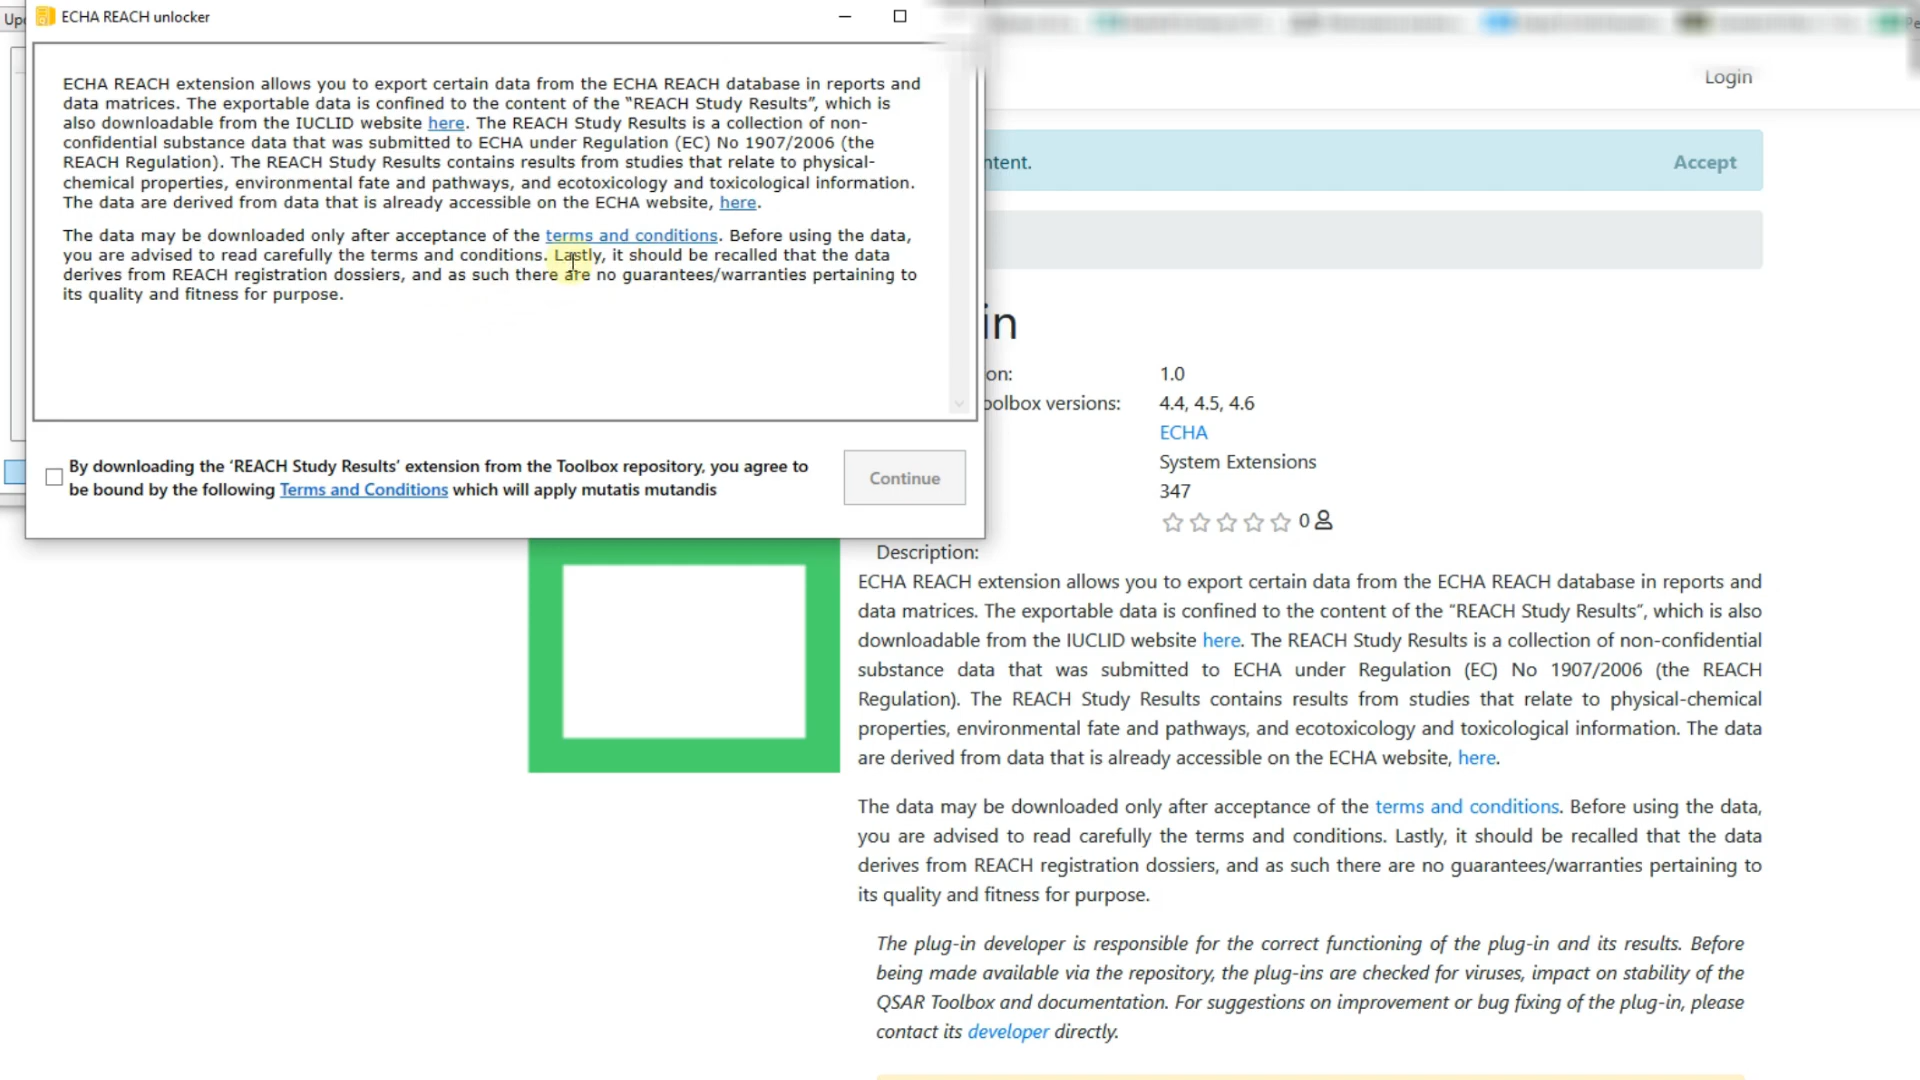 ECHA REACH unlocker
ECHA REACH extension allows you to export certain data from the ECHA REACH database in reports and
data matrices. The exportable data is confined to the content of the “REACH Study Results”, which is
also downloadable from the IUCLID website here. The REACH Study Results is a collection of non-
confidential substance data that was submitted to ECHA under Regulation (EC) No 1907/2006 (the
REACH Regulation). The REACH Study Results contains results from studies that relate to physical-
chemical properties, environmental fate and pathways, and ecotoxicology and toxicological information.
The data are derived from data that is already accessible on the ECHA website, here.
The data may be downloaded only after acceptance of the terms and conditions. Before using the data,
you are advised to read carefully the terms and conditions. Lastly, it should be recalled that the data
derives from REACH registration dossiers, and as such there are no guarantees/warranties pertaining to
its quality and fitness for purpose.
By downloading the ‘REACH Study Results’ extension from the Toolbox repository, you agree to
be bound by the following Terms and Conditions which will apply mutatis mutandis
Continue
Login
ntent.
Accept
in
on: 1.0
oolbox versions: 4.4, 4.5, 4.6
ECHA
System Extensions
347
0
Description:
ECHA REACH extension allows you to export certain data from the ECHA REACH database in reports and
data matrices. The exportable data is confined to the content of the “REACH Study Results”, which is also
downloadable from the IUCLID website here. The REACH Study Results is a collection of non-confidential
substance data that was submitted to ECHA under Regulation (EC) No 1907/2006 (the REACH
Regulation). The REACH Study Results contains results from studies that relate to physical-chemical
properties, environmental fate and pathways, and ecotoxicology and toxicological information. The data
are derived from data that is already accessible on the ECHA website, here.
The data may be downloaded only after acceptance of the terms and conditions. Before using the data,
you are advised to read carefully the terms and conditions. Lastly, it should be recalled that the data
derives from REACH registration dossiers, and as such there are no guarantees/warranties pertaining to
its quality and fitness for purpose.
The plug-in developer is responsible for the correct functioning of the plug-in and its results. Before
being made available via the repository, the plug-ins are checked for viruses, impact on stability of the
QSAR Toolbox and documentation. For suggestions on improvement or bug fixing of the plug-in, please
contact its developer directly.